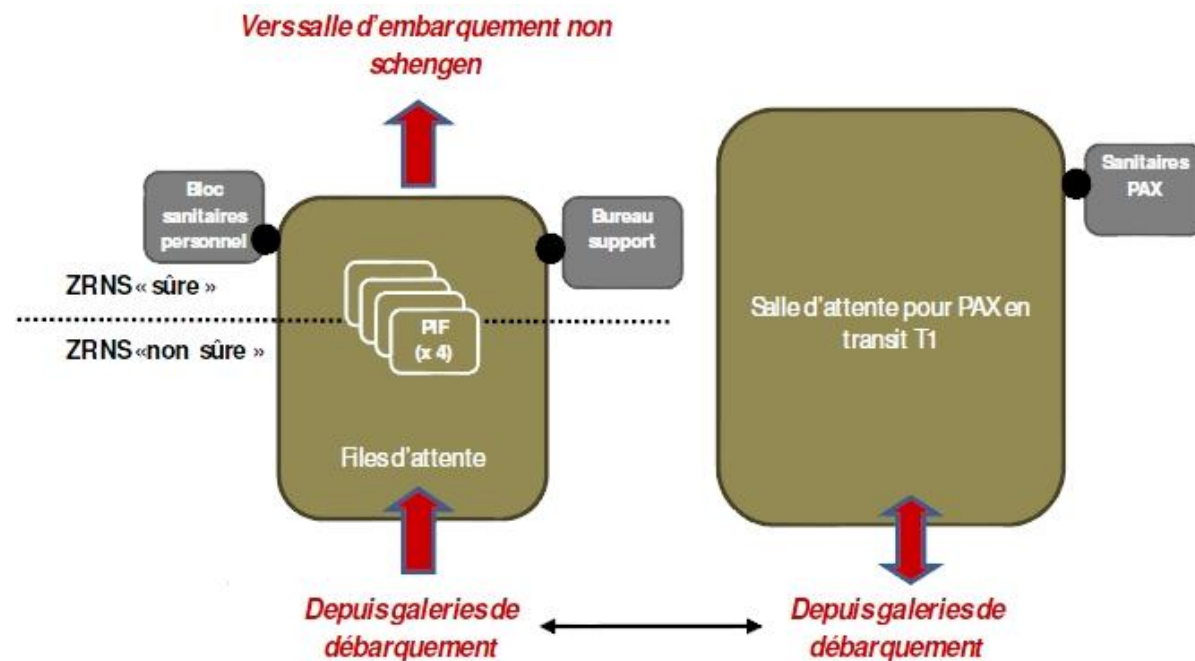 Vers salle d'embarquement non
schengen
Bloc
sanitaires
personnel
Bureau
support
Sanitaires
PAX
ZRNS « sûre »
ZRNS «non sûre »
PIF
(x 4)
Files d'attente
Salle d'attente pour PAX en
transit T1
Depuis galeries de
débarquement
Depuis galeries de
débarquement